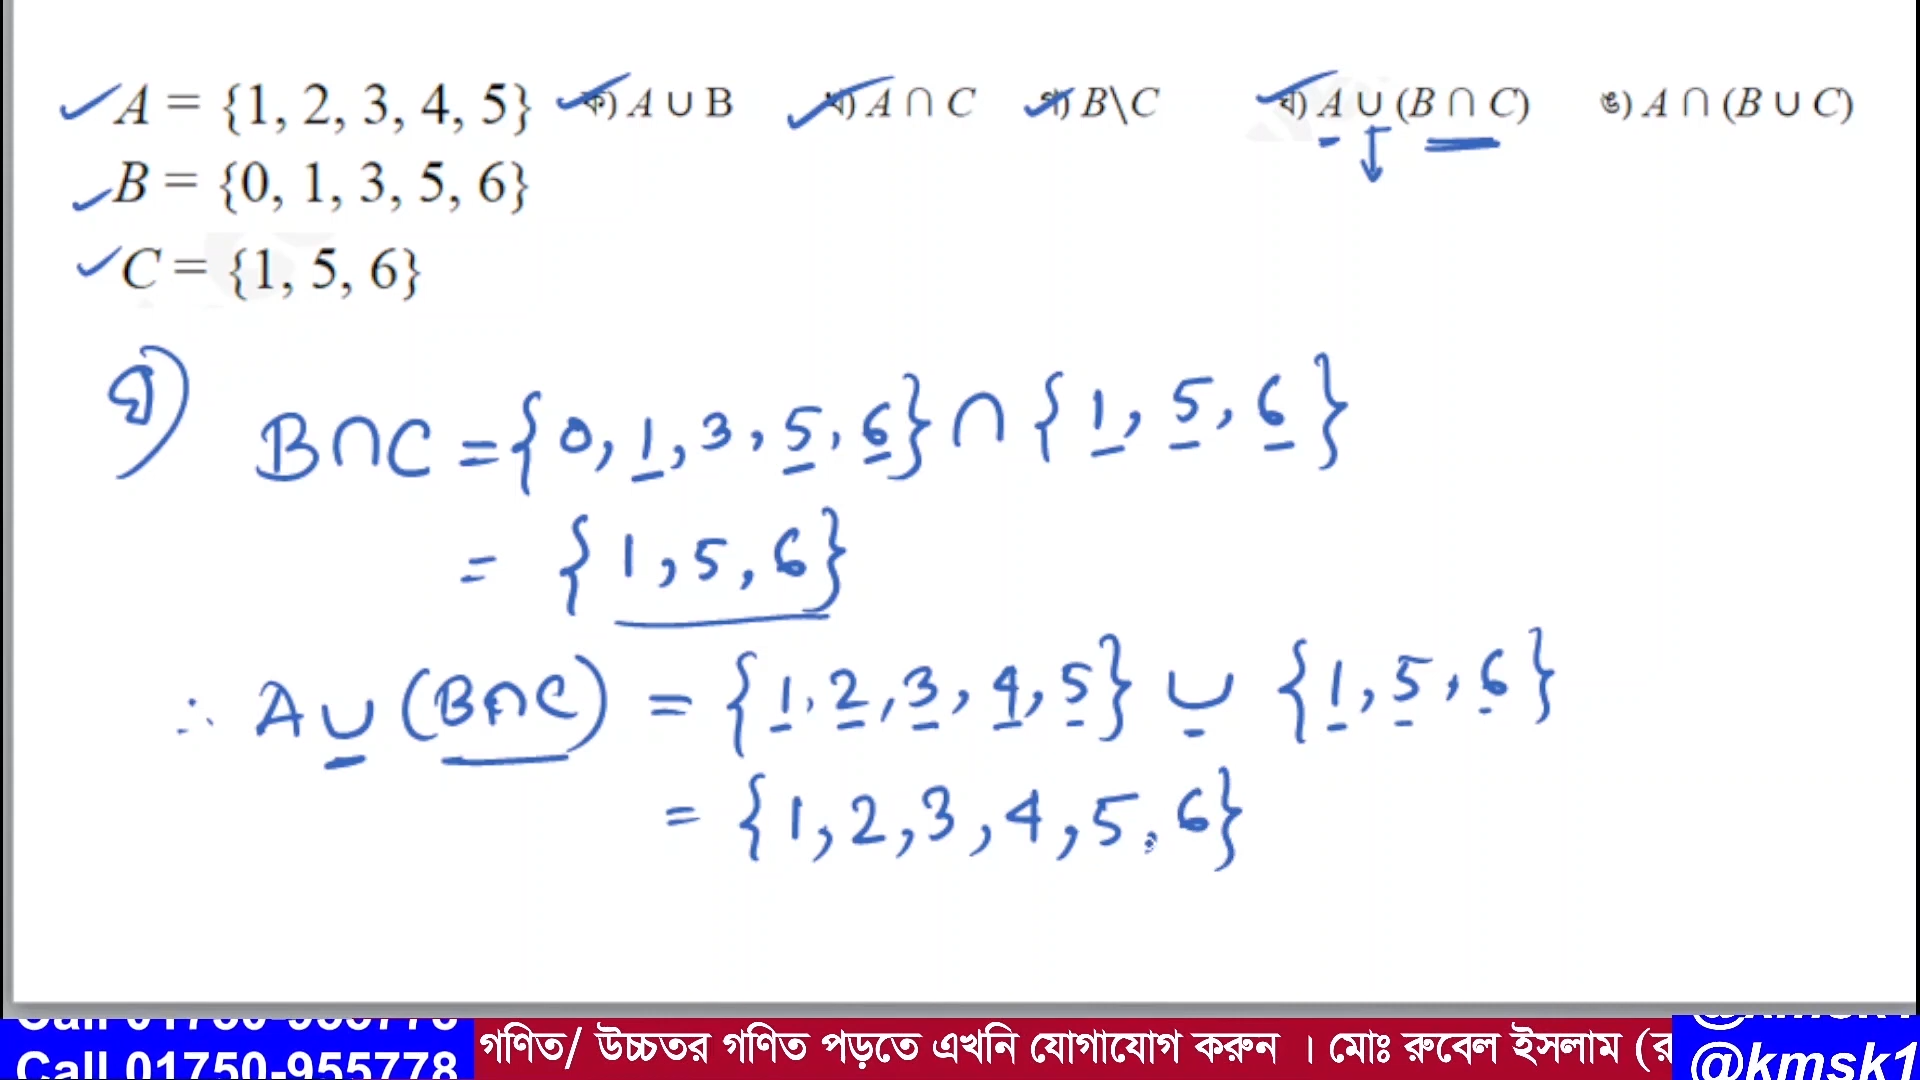 A = {1, 2, 3, 4, 5} ক) A ∪ B খ) A ∩ C গ) B\C ঘ) A ∪ (B ∩ C) ঙ) A ∩ (B ∪ C)
B = {0, 1, 3, 5, 6}
C = {1, 5, 6}
ঘ)
B∩C = {0, 1, 3, 5, 6} ∩ {1, 5, 6}
= {1, 5, 6}
∴ A ∪ (B∩C) = {1, 2, 3, 4, 5} ∪ {1, 5, 6}
= {1, 2, 3, 4, 5, 6}
Call 01750-955778
গণিত/ উচ্চতর গণিত পড়তে এখনি যোগাযোগ করুন । মোঃ রুবেল ইসলাম (র
@kmsk1